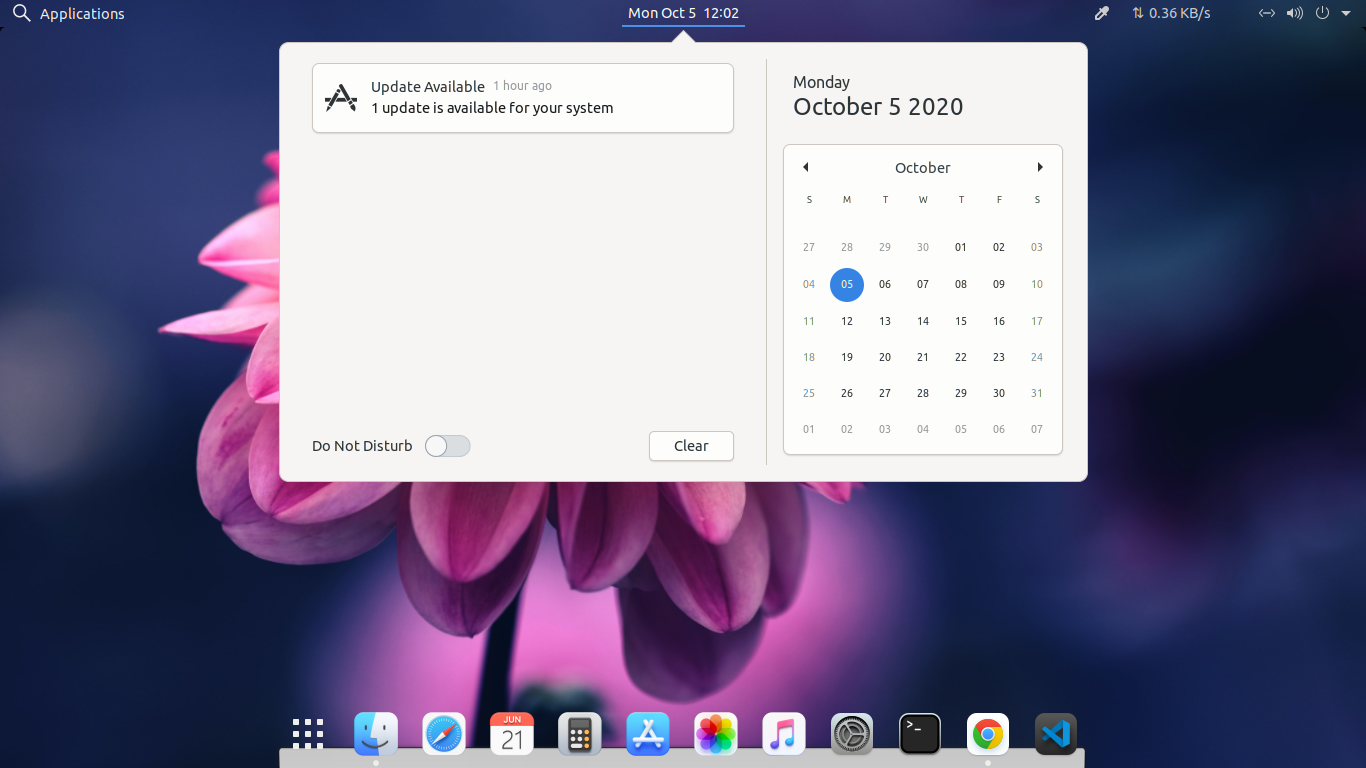 Applications
Mon Oct 5 12:02
⇅ 0.36 KB/s
Update Available 1 hour ago
1 update is available for your system
Do Not Disturb
Clear
Monday
October 5 2020
October
S M T W T F S
27 28 29 30 01 02 03
04 05 06 07 08 09 10
11 12 13 14 15 16 17
18 19 20 21 22 23 24
25 26 27 28 29 30 31
01 02 03 04 05 06 07
JUN
21
>_